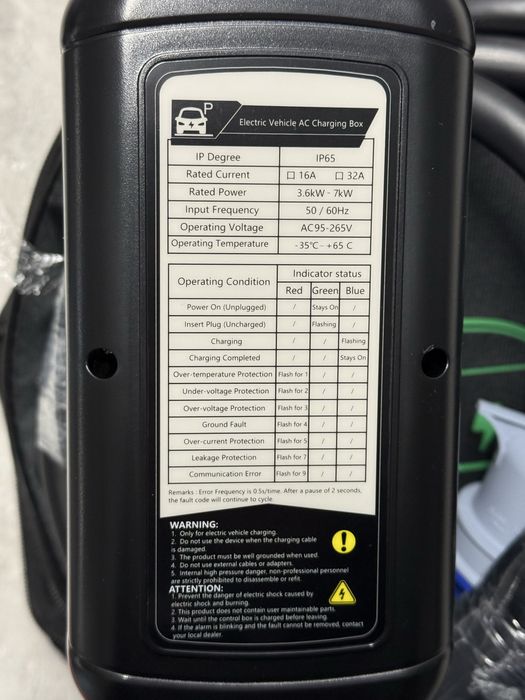 P
Electric Vehicle AC Charging Box
IP Degree IP65
Rated Current □ 16A □ 32A
Rated Power 3.6kW - 7kW
Input Frequency 50 / 60Hz
Operating Voltage AC95-265V
Operating Temperature -35℃- +65 C
Operating Condition Indicator status
Red Green Blue
Power On (Unplugged) / Stays On /
Insert Plug (Uncharged) / Flashing /
Charging / / Flashing
Charging Completed / / Stays On
Over-temperature Protection Flash for 1 / /
Under-voltage Protection Flash for 2 / /
Over-voltage Protection Flash for 3 / /
Ground Fault Flash for 4 / /
Over-current Protection Flash for 5 / /
Leakage Protection Flash for 7 / /
Communication Error Flash for 9 / /
Remarks : Error Frequency is 0.5s/time. After a pause of 2 seconds,
the fault code will continue to cycle.
WARNING:
1. Only for electric vehicle charging.
2. Do not use the device when the charging cable
is damaged.
3. The product must be well grounded when used.
4. Do not use external cables or adapters.
5. Internal high pressure danger, non-professional personnel
are strictly prohibited to disassemble or refit.
ATTENTION:
1. Prevent the danger of electric shock caused by
electric shock and burning.
2. This product does not contain user maintainable parts.
3. Wait until the control box is charged before leaving.
4. If the alarm is blinking and the fault cannot be removed, contact
your local dealer.